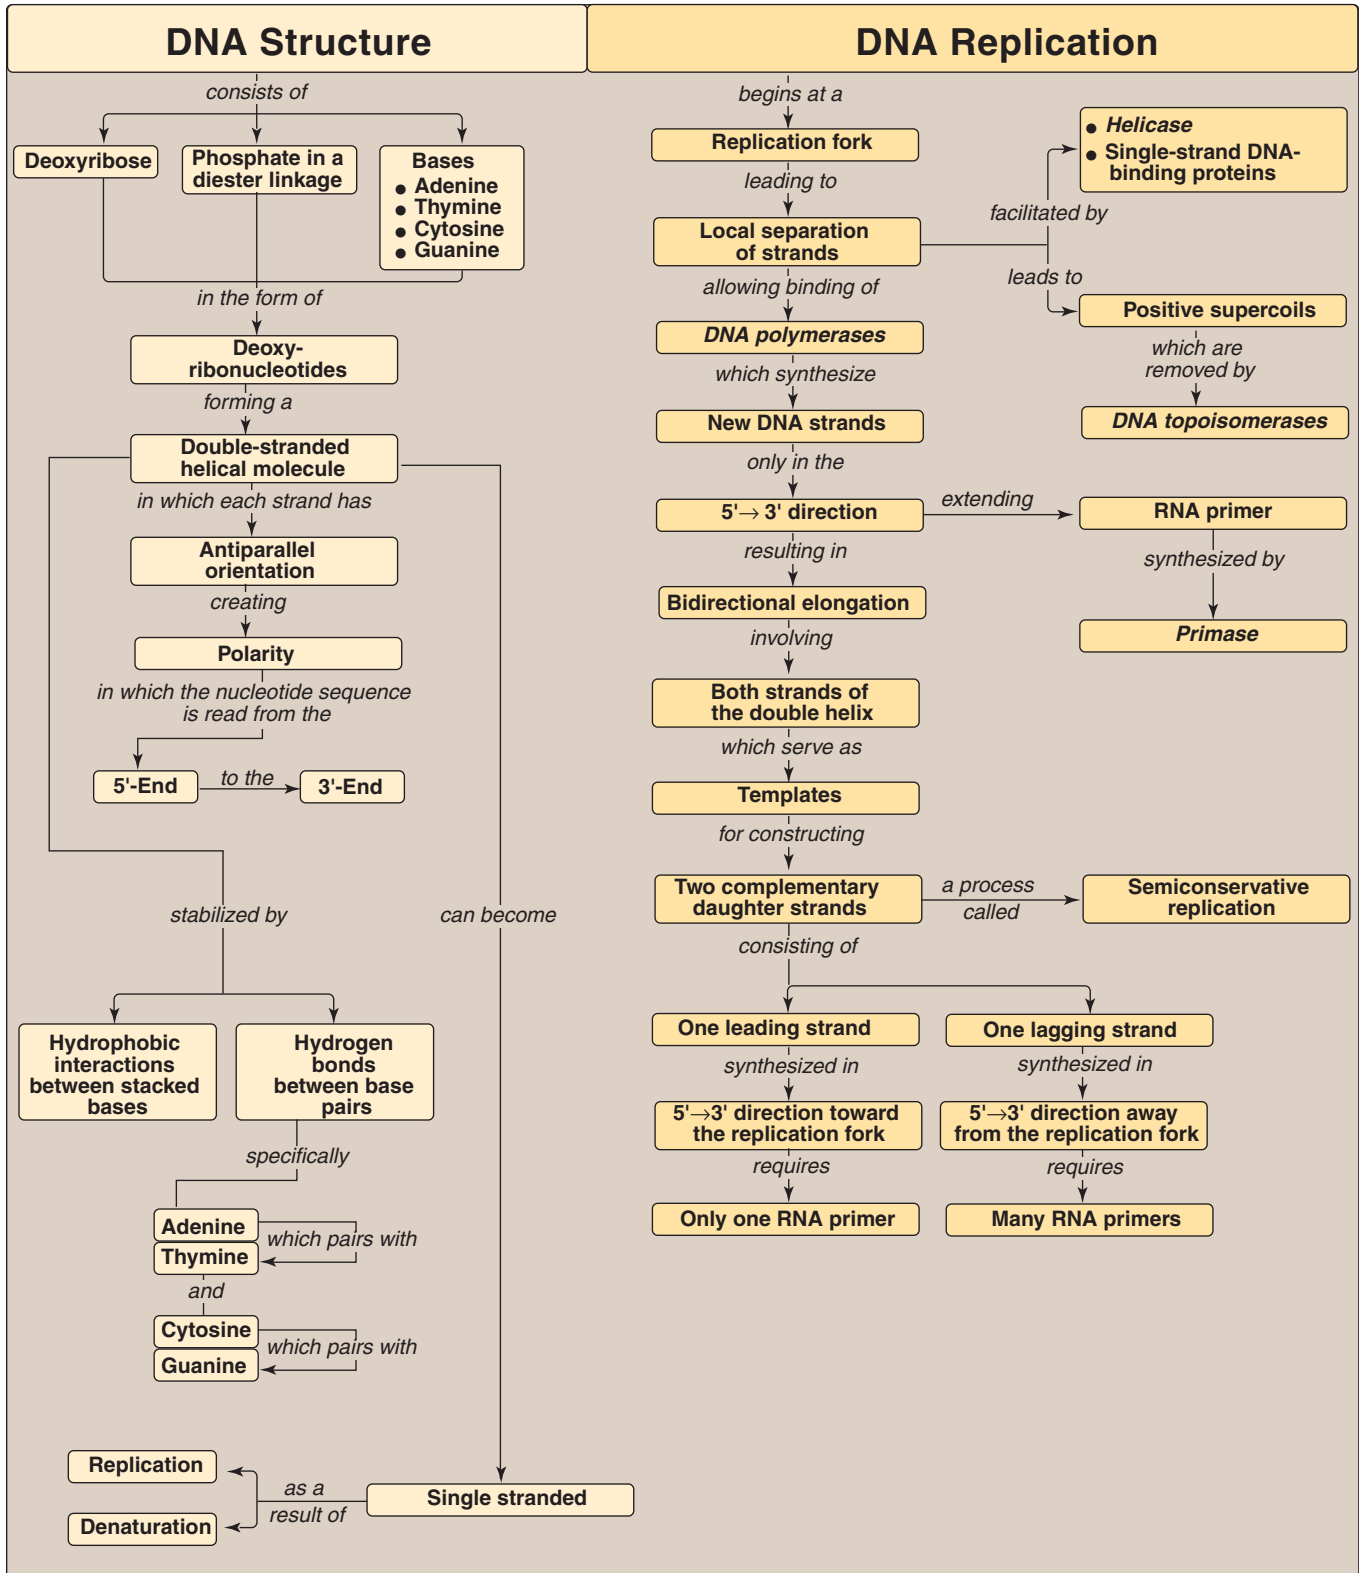 DNA Structure
consists of
Deoxyribose
Phosphate in a
diester linkage
Bases
● Adenine
● Thymine
● Cytosine
● Guanine
in the form of
Deoxy-
ribonucleotides
forming a
Double-stranded
helical molecule
in which each strand has
Antiparallel
orientation
creating
Polarity
in which the nucleotide sequence
is read from the
5'-End
to the
3'-End
stabilized by
can become
Hydrophobic
interactions
between stacked
bases
Hydrogen
bonds
between base
pairs
specifically
Adenine
which pairs with
Thymine
and
Cytosine
which pairs with
Guanine
Single stranded
as a
result of
Replication
Denaturation
DNA Replication
begins at a
Replication fork
leading to
Local separation
of strands
facilitated by
● Helicase
● Single-strand DNA-
binding proteins
leads to
Positive supercoils
which are
removed by
DNA topoisomerases
allowing binding of
DNA polymerases
which synthesize
New DNA strands
only in the
5'→ 3' direction
extending
RNA primer
synthesized by
Primase
resulting in
Bidirectional elongation
involving
Both strands of
the double helix
which serve as
Templates
for constructing
Two complementary
daughter strands
a process
called
Semiconservative
replication
consisting of
One leading strand
synthesized in
5'→3' direction toward
the replication fork
requires
Only one RNA primer
One lagging strand
synthesized in
5'→3' direction away
from the replication fork
requires
Many RNA primers